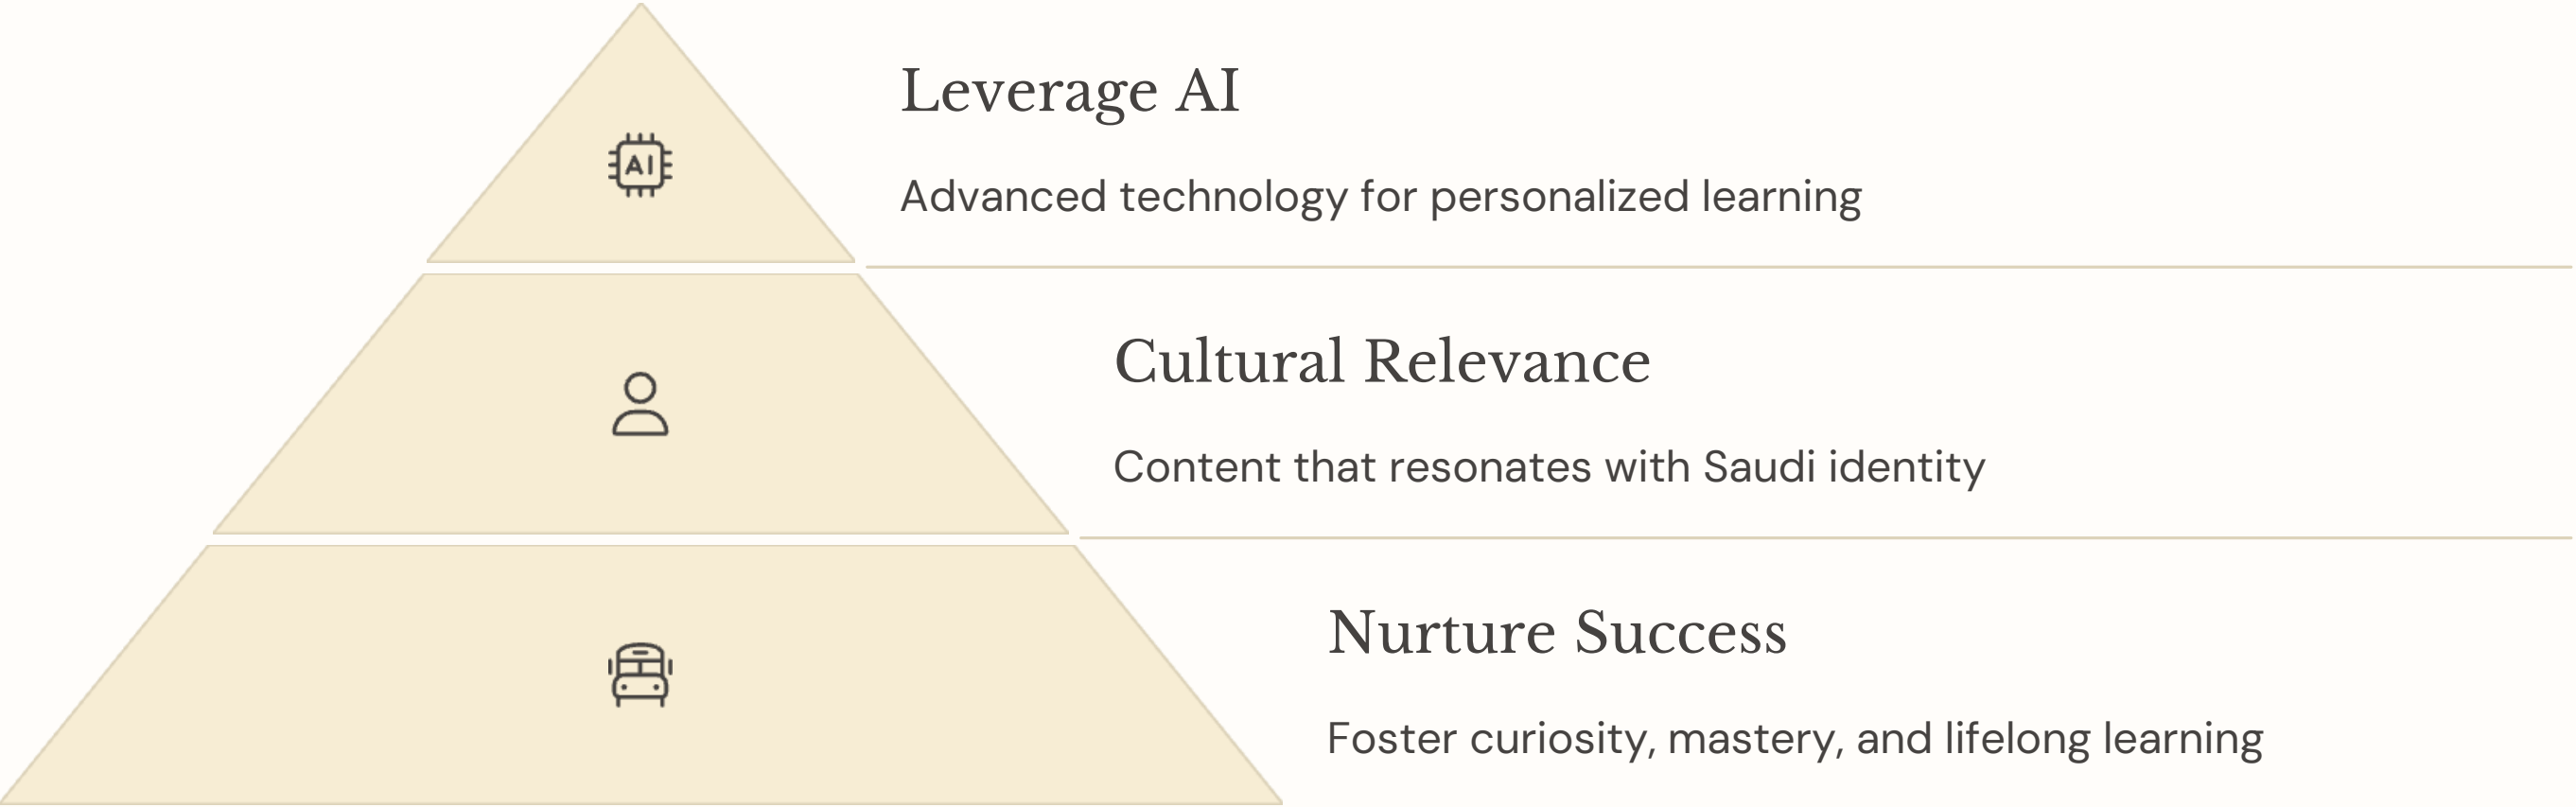 AI
Leverage AI
Advanced technology for personalized learning
Cultural Relevance
Content that resonates with Saudi identity
Nurture Success
Foster curiosity, mastery, and lifelong learning